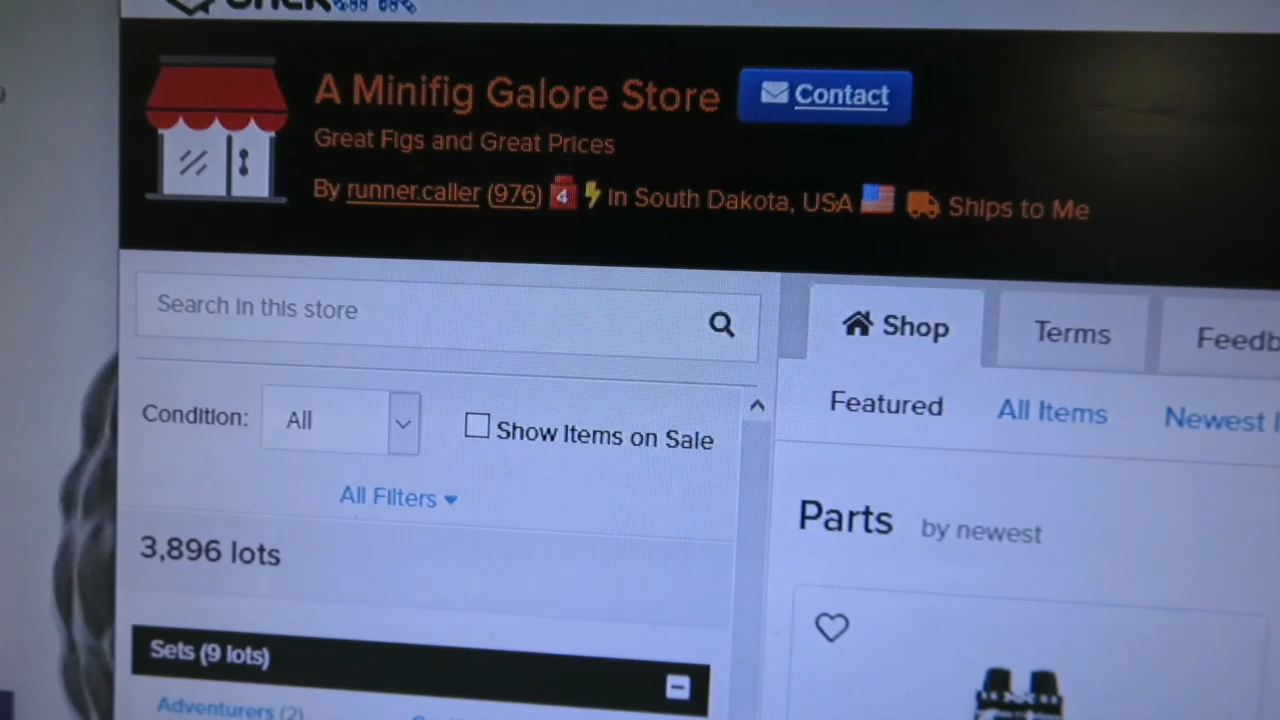 A Minifig Galore Store
Contact
Great Figs and Great Prices
By runner.caller (976) 4 In South Dakota, USA Ships to Me
Search in this store
Shop
Terms
Condition: All
Show Items on Sale
Featured
All Items
Newest
All Filters
Parts by newest
3,896 lots
Sets (9 lots)
Adventurers (2)